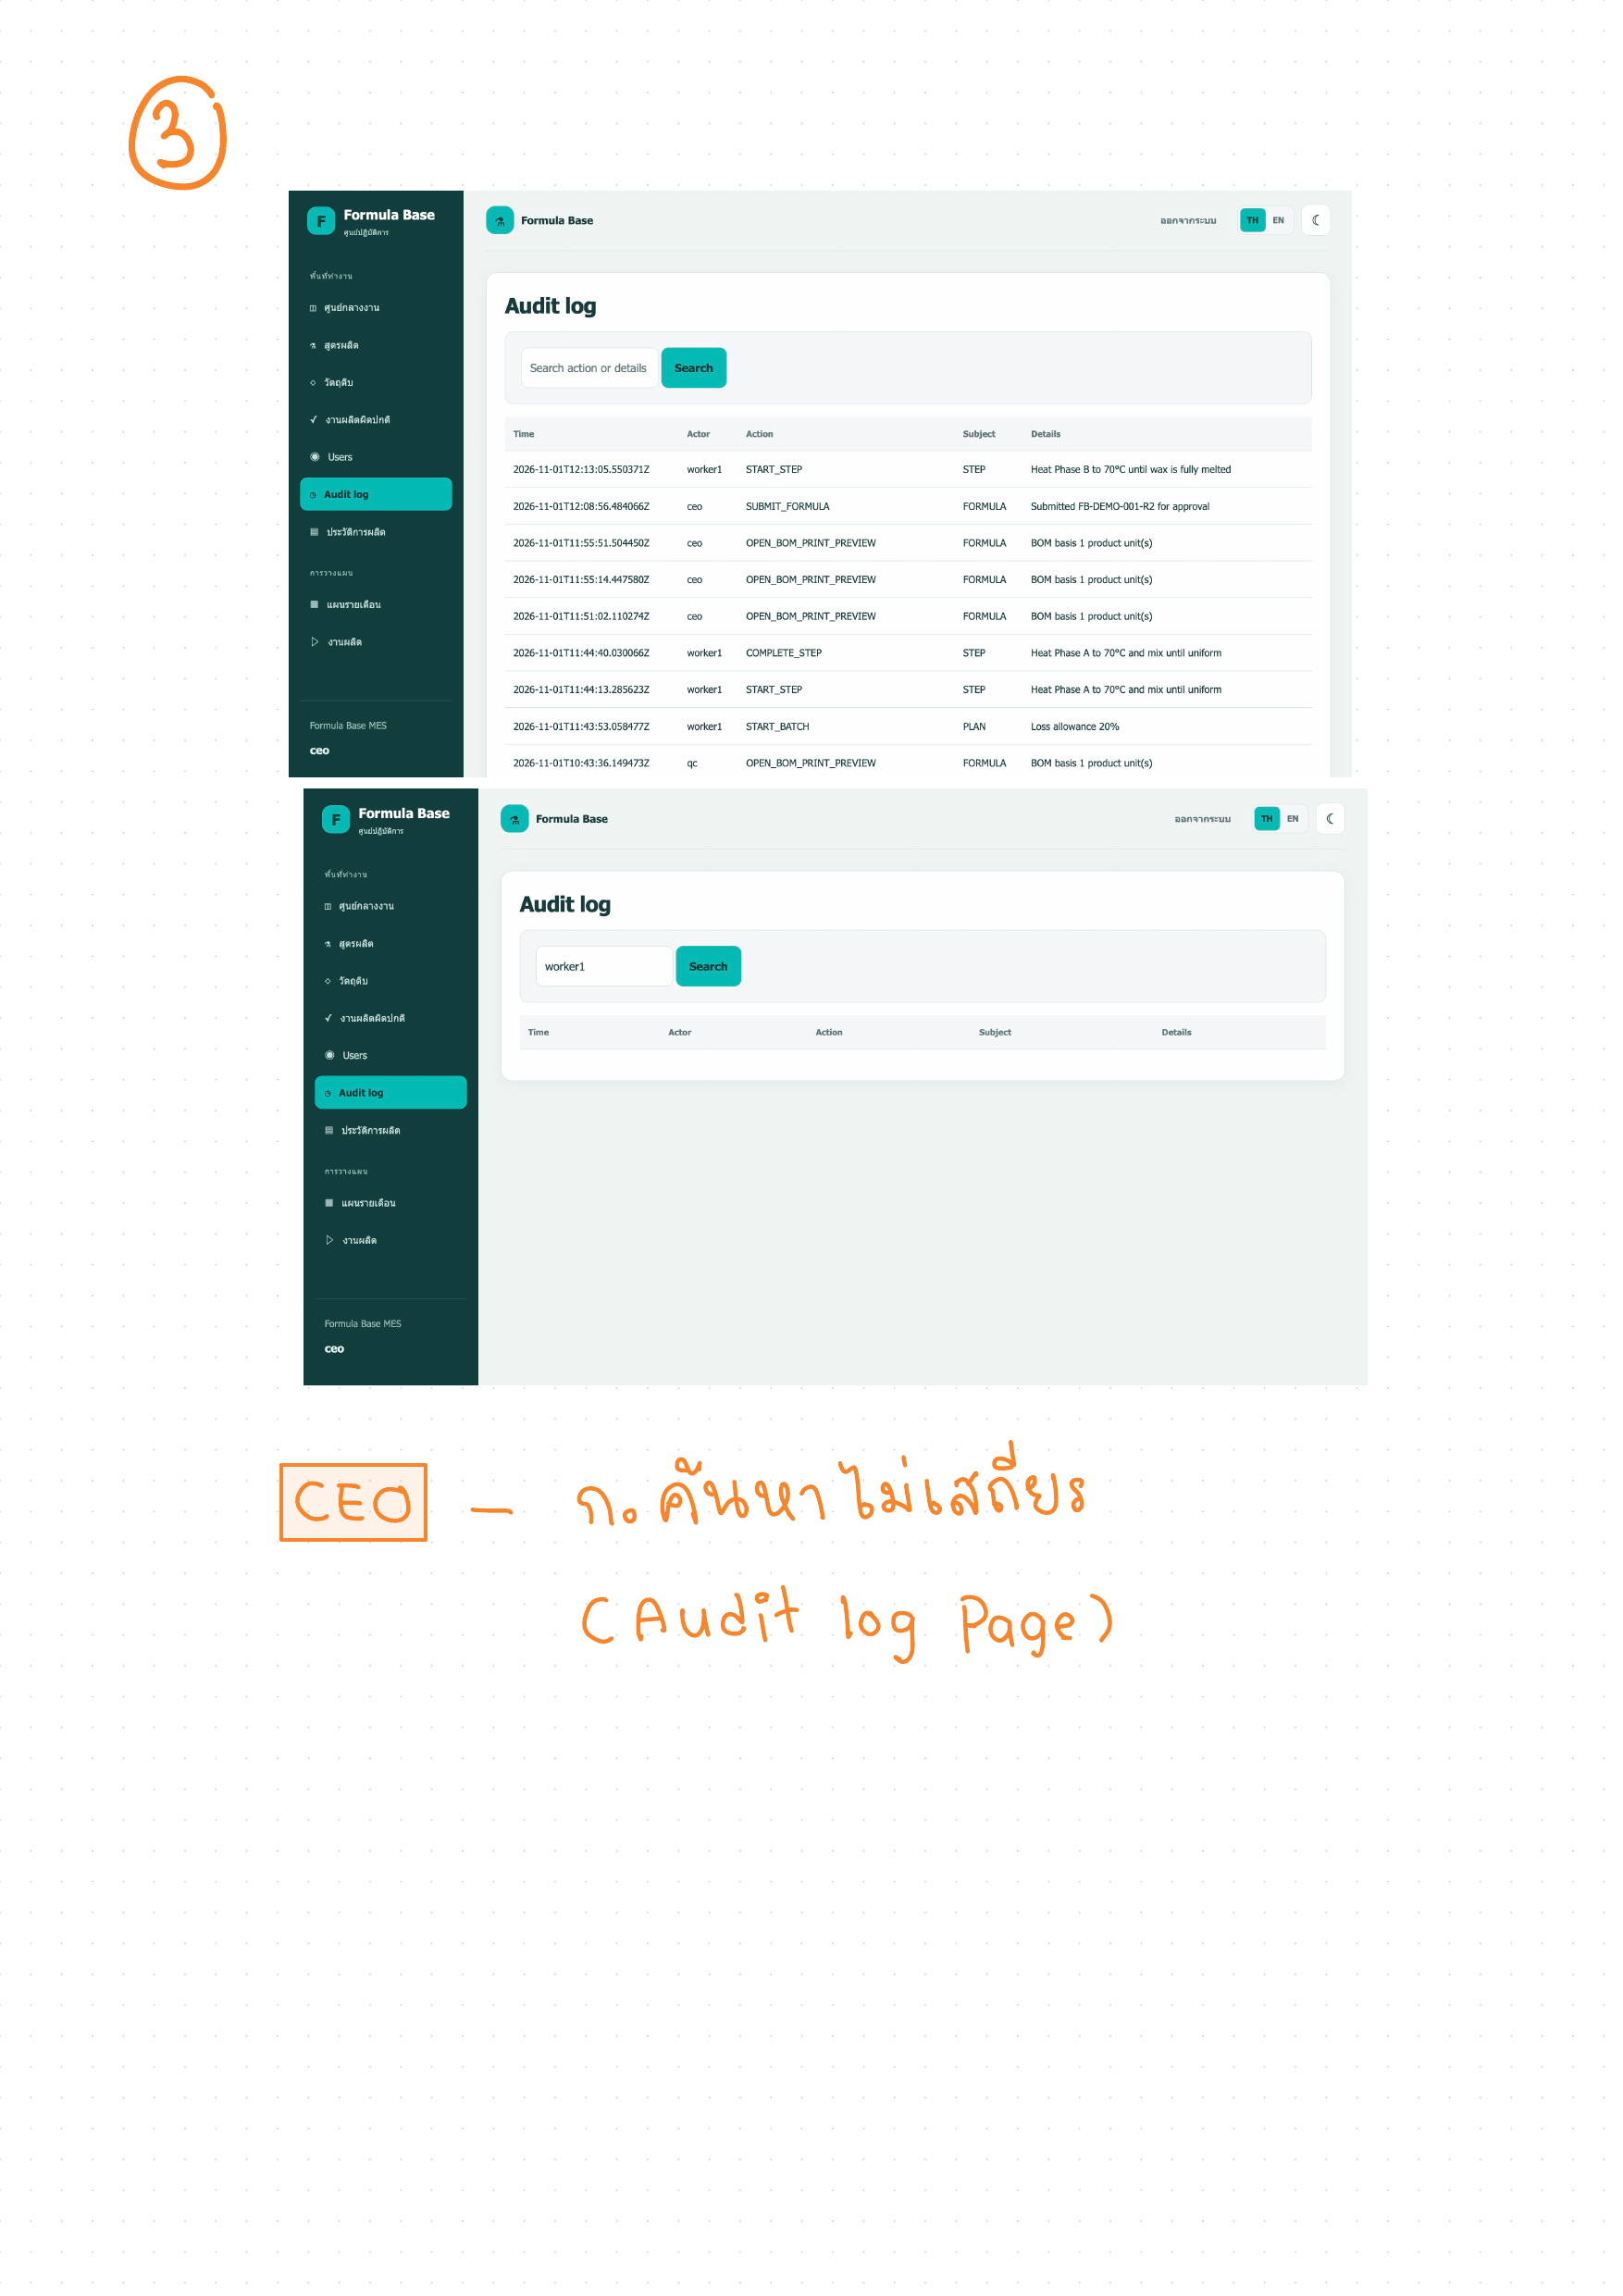 3
F Formula Base
ศูนย์ปฏิบัติการ
Formula Base
ออกจากระบบ
TH EN
พื้นที่ทำงาน
ศูนย์กลางงาน
สูตรผลิต
วัตถุดิบ
งานผลิตผิดปกติ
Users
Audit log
ประวัติการผลิต
การวางแผน
แผนรายเดือน
งานผลิต
Formula Base MES
ceo
Audit log
Search action or details Search
Time Actor Action Subject Details
2026-11-01T12:13:05.550371Z worker1 START_STEP STEP Heat Phase B to 70°C until wax is fully melted
2026-11-01T12:08:56.484066Z ceo SUBMIT_FORMULA FORMULA Submitted FB-DEMO-001-R2 for approval
2026-11-01T11:55:51.504450Z ceo OPEN_BOM_PRINT_PREVIEW FORMULA BOM basis 1 product unit(s)
2026-11-01T11:55:14.447580Z ceo OPEN_BOM_PRINT_PREVIEW FORMULA BOM basis 1 product unit(s)
2026-11-01T11:51:02.110274Z ceo OPEN_BOM_PRINT_PREVIEW FORMULA BOM basis 1 product unit(s)
2026-11-01T11:44:40.030066Z worker1 COMPLETE_STEP STEP Heat Phase A to 70°C and mix until uniform
2026-11-01T11:44:13.285623Z worker1 START_STEP STEP Heat Phase A to 70°C and mix until uniform
2026-11-01T11:43:53.058477Z worker1 START_BATCH PLAN Loss allowance 20%
2026-11-01T10:43:36.149473Z qc OPEN_BOM_PRINT_PREVIEW FORMULA BOM basis 1 product unit(s)
F Formula Base
ศูนย์ปฏิบัติการ
Formula Base
ออกจากระบบ
TH EN
พื้นที่ทำงาน
ศูนย์กลางงาน
สูตรผลิต
วัตถุดิบ
งานผลิตผิดปกติ
Users
Audit log
ประวัติการผลิต
การวางแผน
แผนรายเดือน
งานผลิต
Formula Base MES
ceo
Audit log
worker1 Search
Time Actor Action Subject Details
CEO — ก.ค้นหาไม่เสถียร
(Audit log Page)